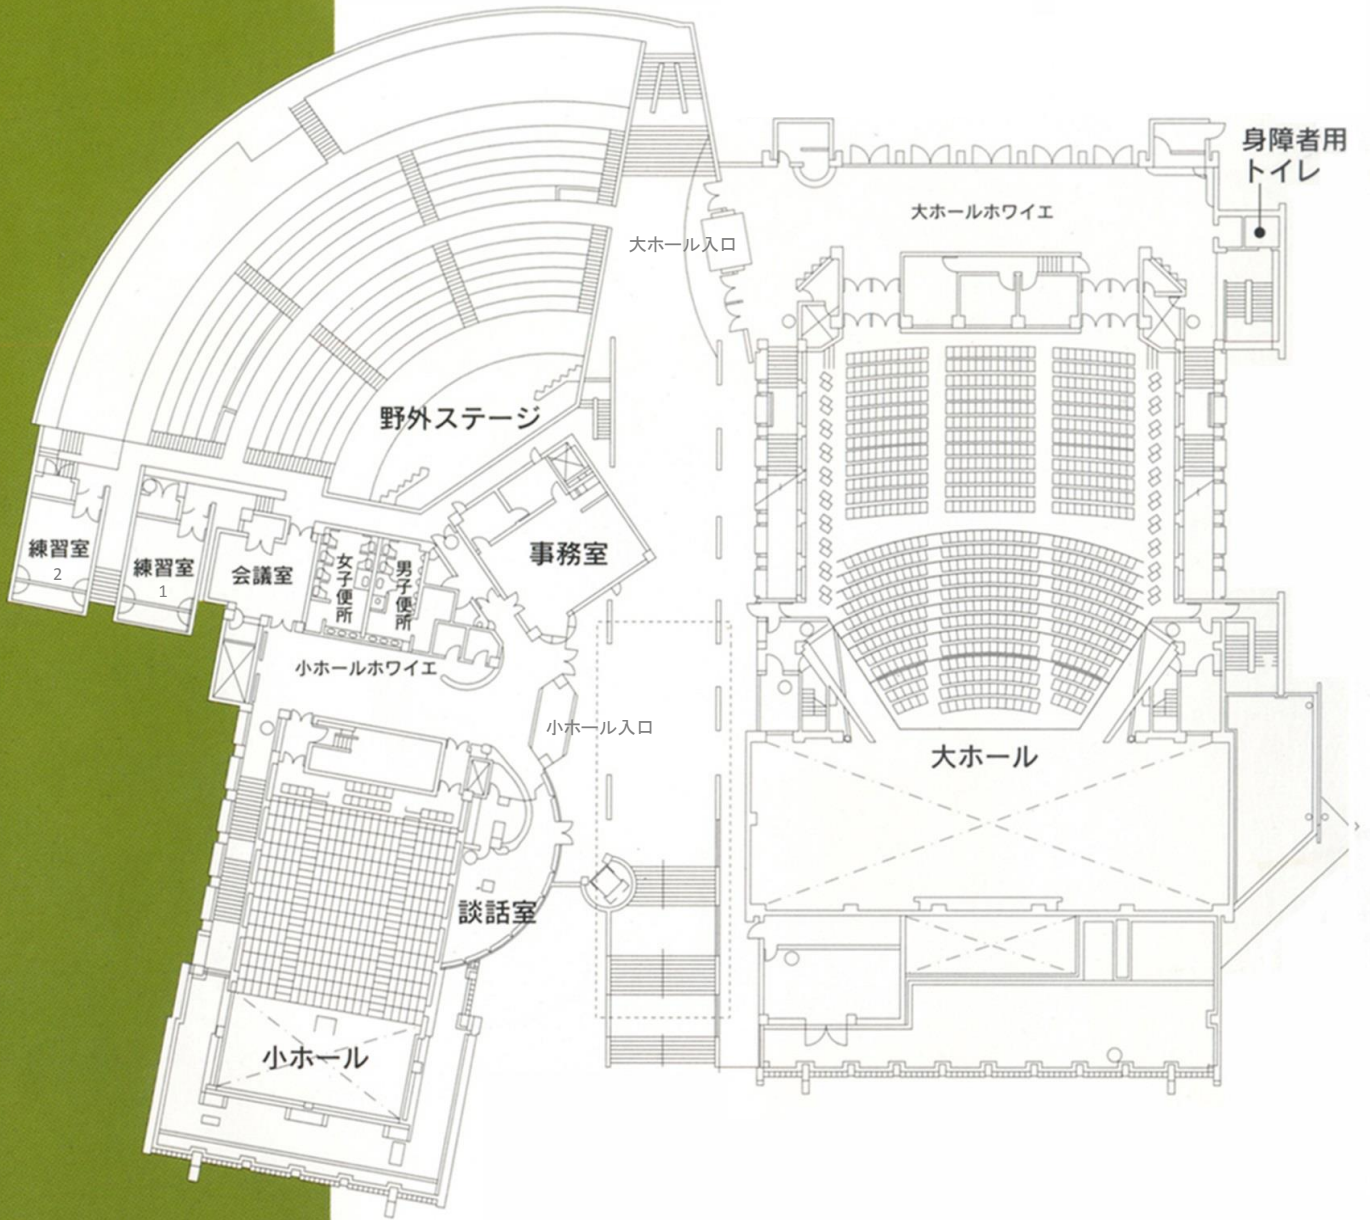 身障者用
トイレ
大ホールホワイエ
大ホール入口
野外ステージ
事務室
練習室
2
練習室
1
会議室
女子便所
男子便所
小ホールホワイエ
小ホール入口
大ホール
談話室
小ホール